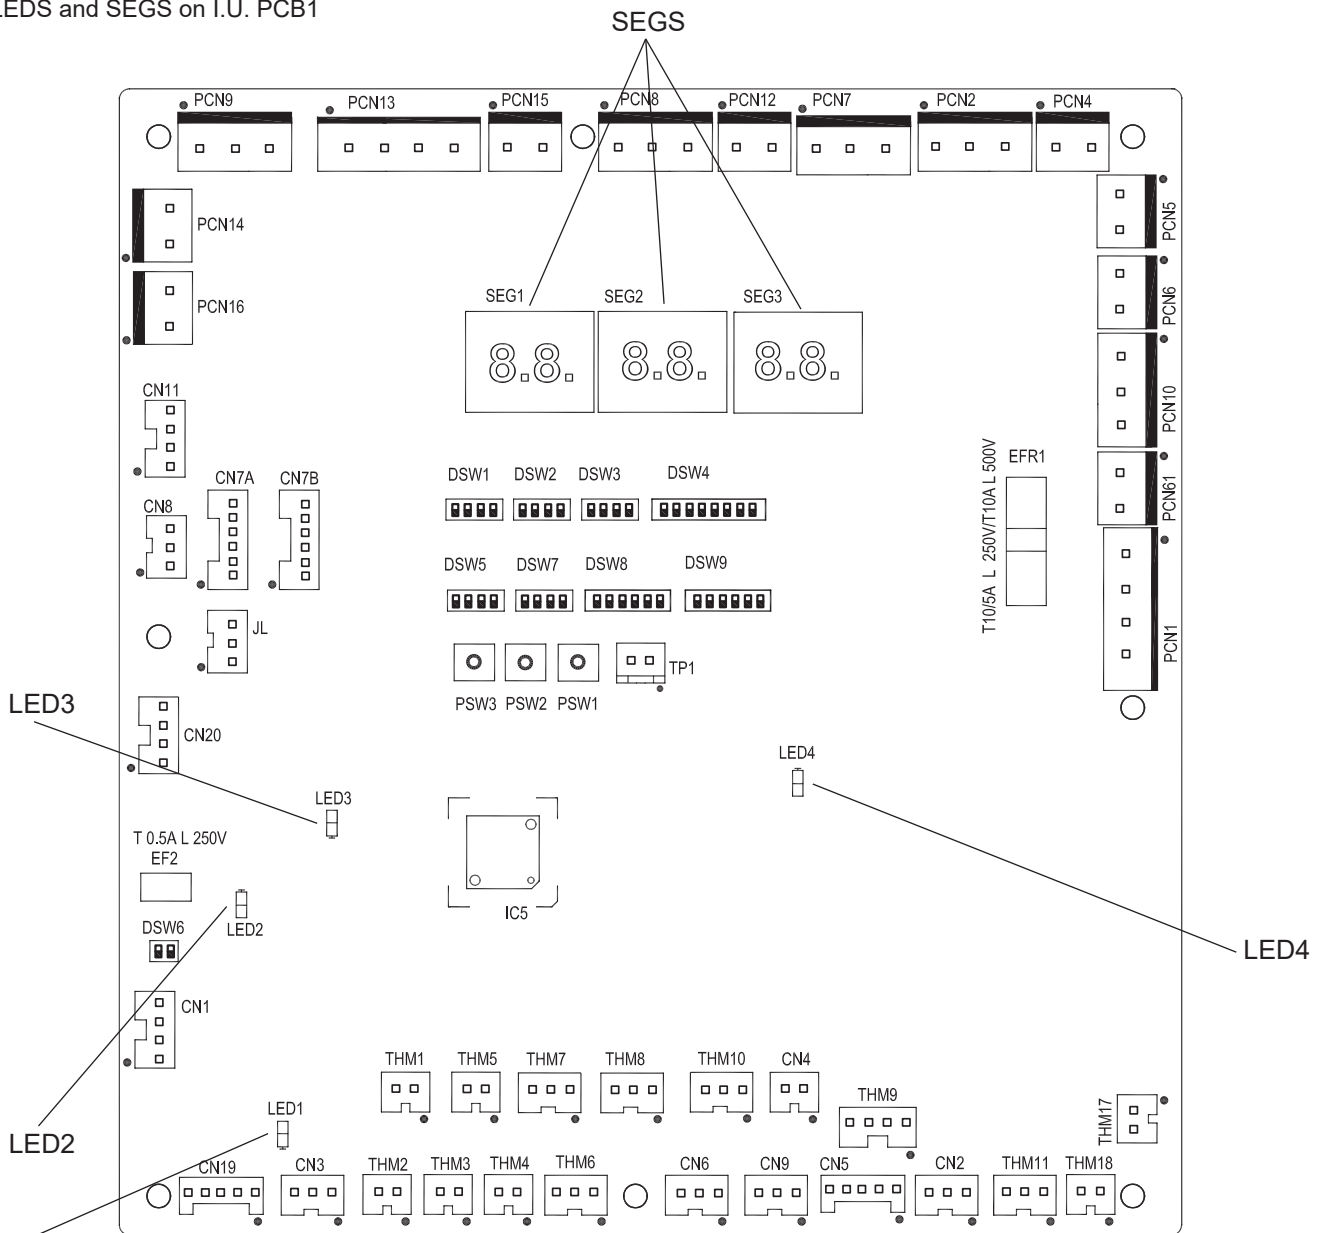 LEDS and SEGS on I.U. PCB1
SEGS
PCN9
PCN13
PCN15
PCN8
PCN12
PCN7
PCN2
PCN4
PCN14
PCN5
PCN16
PCN6
SEG1
SEG2
SEG3
8.8.
8.8.
8.8.
CN11
PCN10
CN7A
CN7B
DSW1
DSW2
DSW3
DSW4
EFR1
T10/5A L 250V/T10A L 500V
PCN61
CN8
DSW5
DSW7
DSW8
DSW9
JL
TP1
PCN1
PSW3
PSW2
PSW1
LED3
CN20
LED4
LED3
T 0.5A L 250V
EF2
IC5
LED2
DSW6
LED4
CN1
THM1
THM5
THM7
THM8
THM10
CN4
THM9
THM17
LED1
LED2
CN19
CN3
THM2
THM3
THM4
THM6
CN6
CN9
CN5
CN2
THM11
THM18